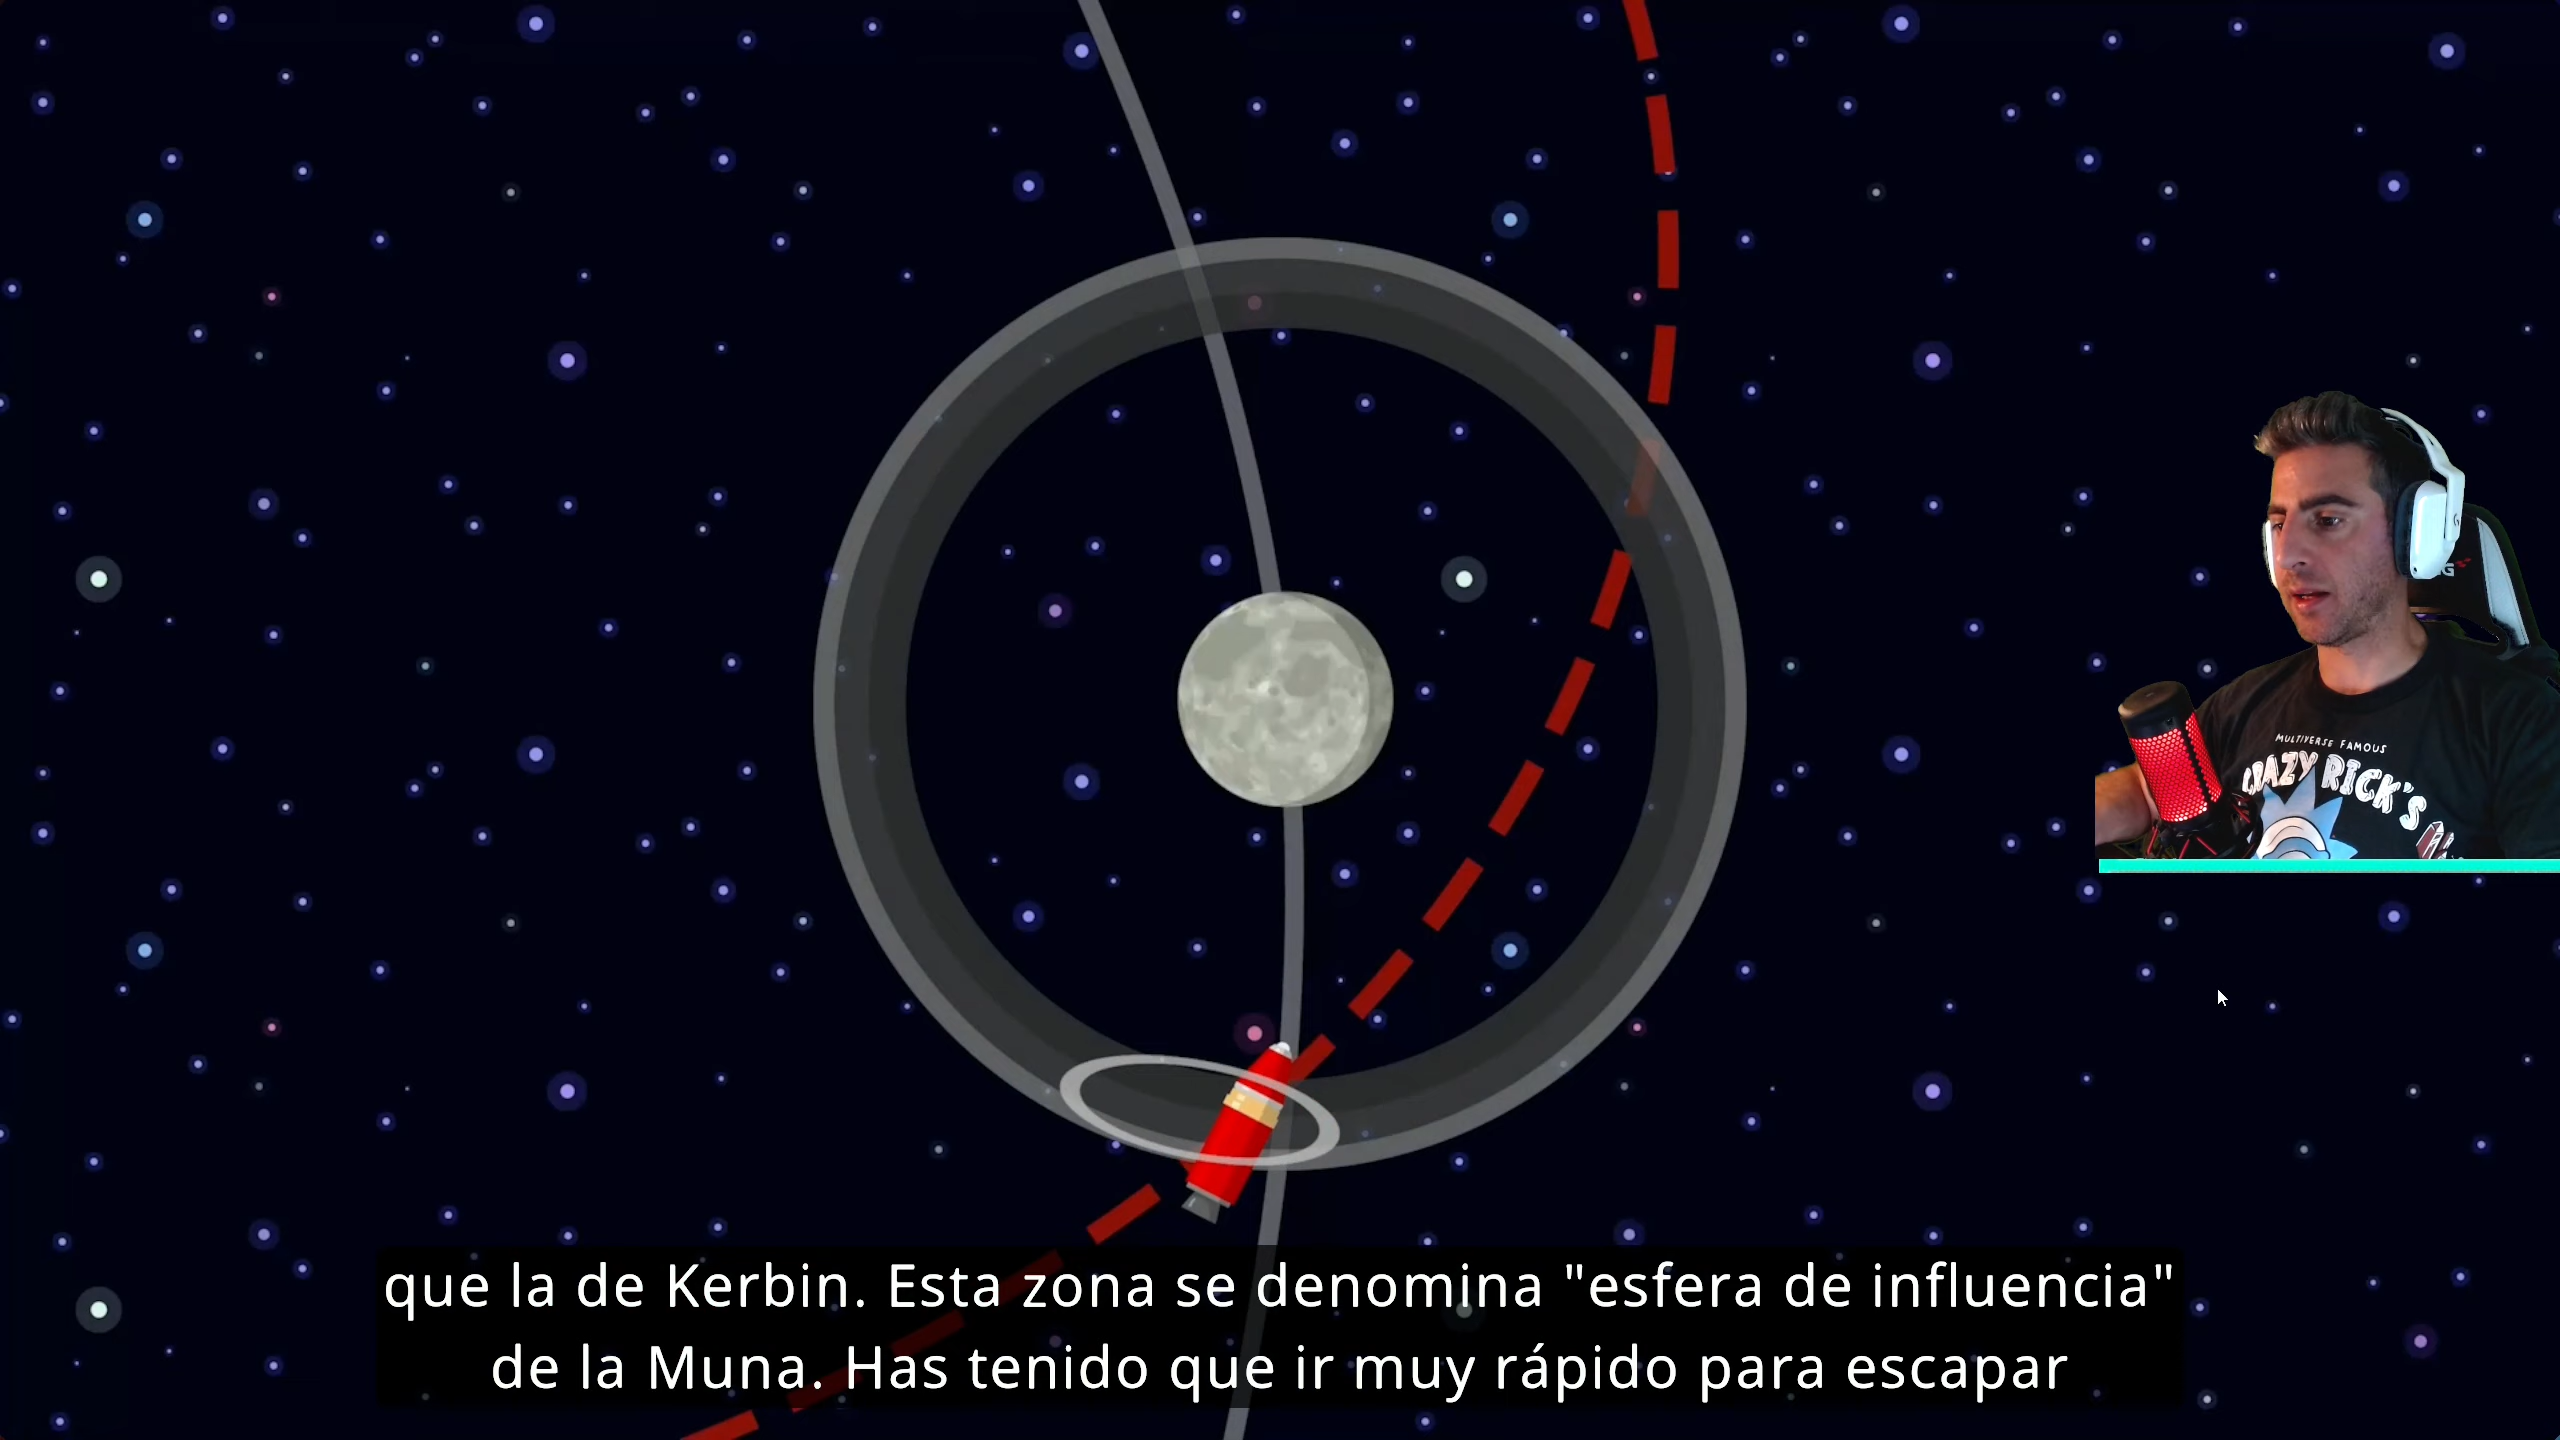 MULTIVERSE FAMOUS
CRAZY RICK'S
que la de Kerbin. Esta zona se denomina "esfera de influencia"
de la Muna. Has tenido que ir muy rápido para escapar